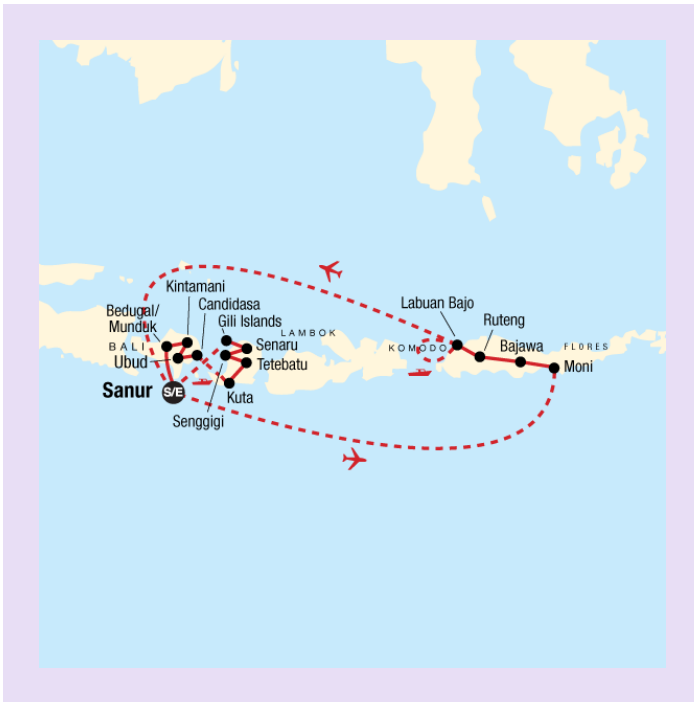 Kintamani
Candidasa
Bedugal/
Munduk
Gili Islands
Labuan Bajo
LAMBOK
Ruteng
BALI
Senaru
KOMODO
Bajawa
FLORES
Ubud
Tetebatu
Moni
Sanur
S/E
Kuta
Senggigi